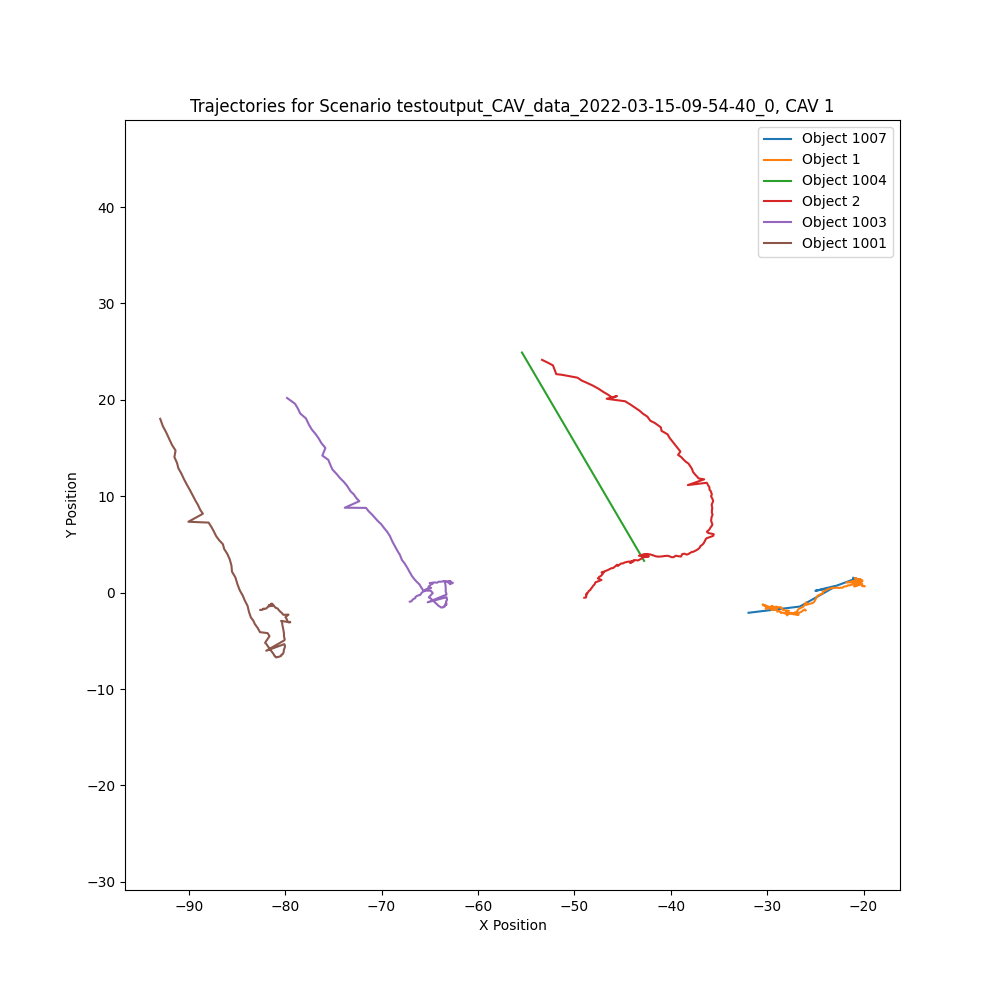 Trajectories for Scenario testoutput_CAV_data_2022-03-15-09-54-40_0, CAV 1
Object 1007
Object 1
Object 1004
Object 2
Object 1003
Object 1001
40
30
20
10
0
−10
−20
−30
Y Position
−90
−80
−70
−60
−50
−40
−30
−20
X Position